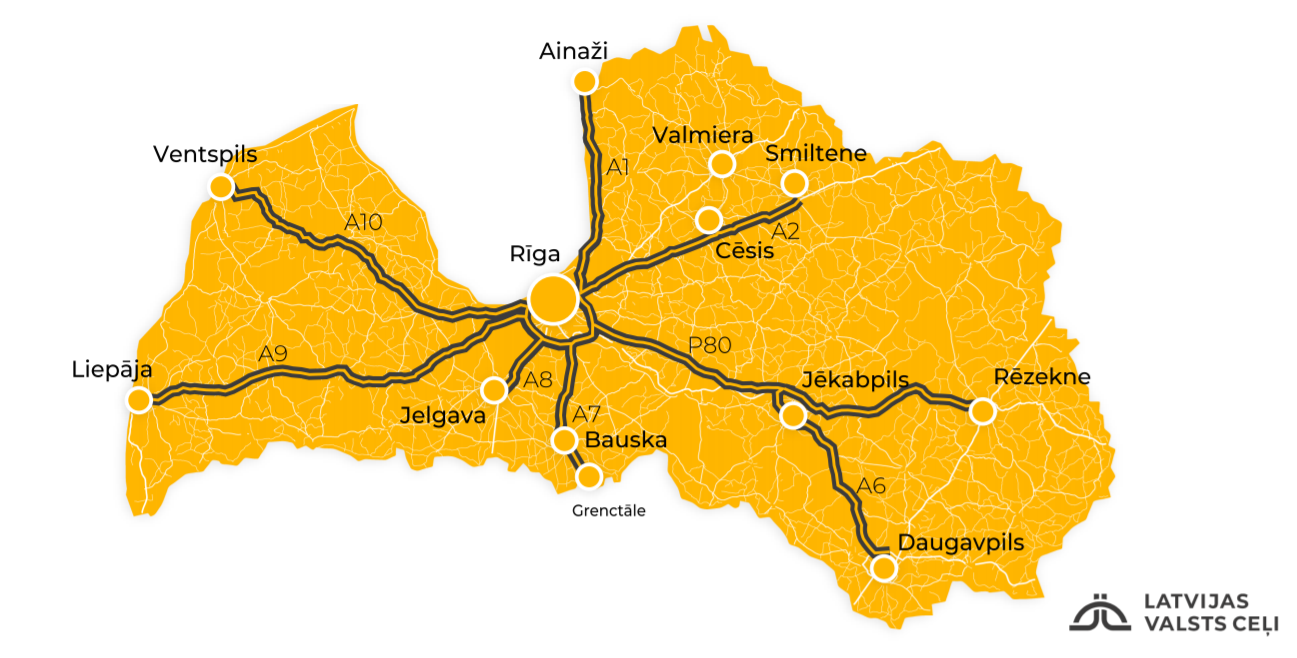 Ainaži
Valmiera
Smiltene
Ventspils
A1
A10
A2
Rīga
Cēsis
P80
A9
Liepāja
A8
Jēkabpils
Rēzekne
Jelgava
A7
Bauska
A6
Grenctāle
Daugavpils
LATVIJAS
VALSTS CEĻI